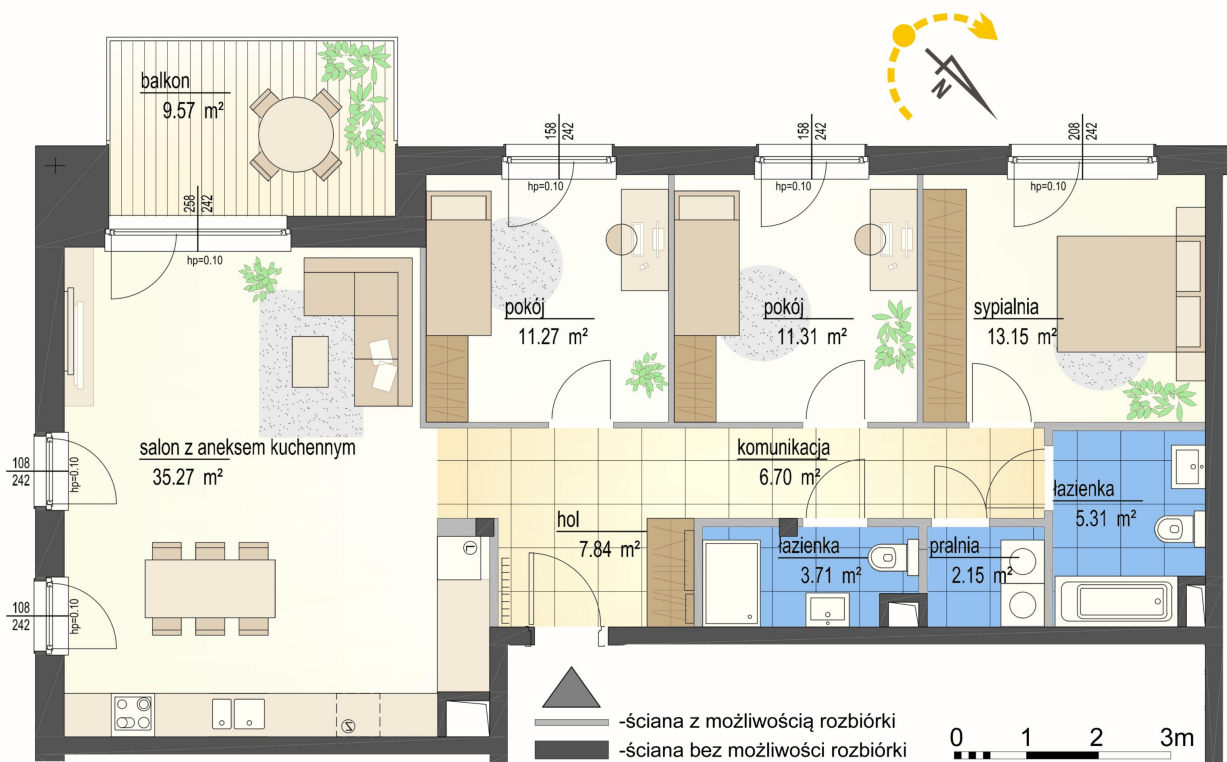 balkon
9.57 m²
N
158
242
158
242
208
242
hp=0.10
hp=0.10
hp=0.10
258
242
hp=0.10
pokój
11.27 m²
pokój
11.31 m²
sypialnia
13.15 m²
salon z aneksem kuchennym
35.27 m²
108
242
hp=0.10
komunikacja
6.70 m²
łazienka
5.31 m²
hol
7.84 m²
L
łazienka
3.71 m²
pralnia
2.15 m²
108
242
hp=0.10
Z
-ściana z możliwością rozbiórki
-ściana bez możliwości rozbiórki
0 1 2 3m